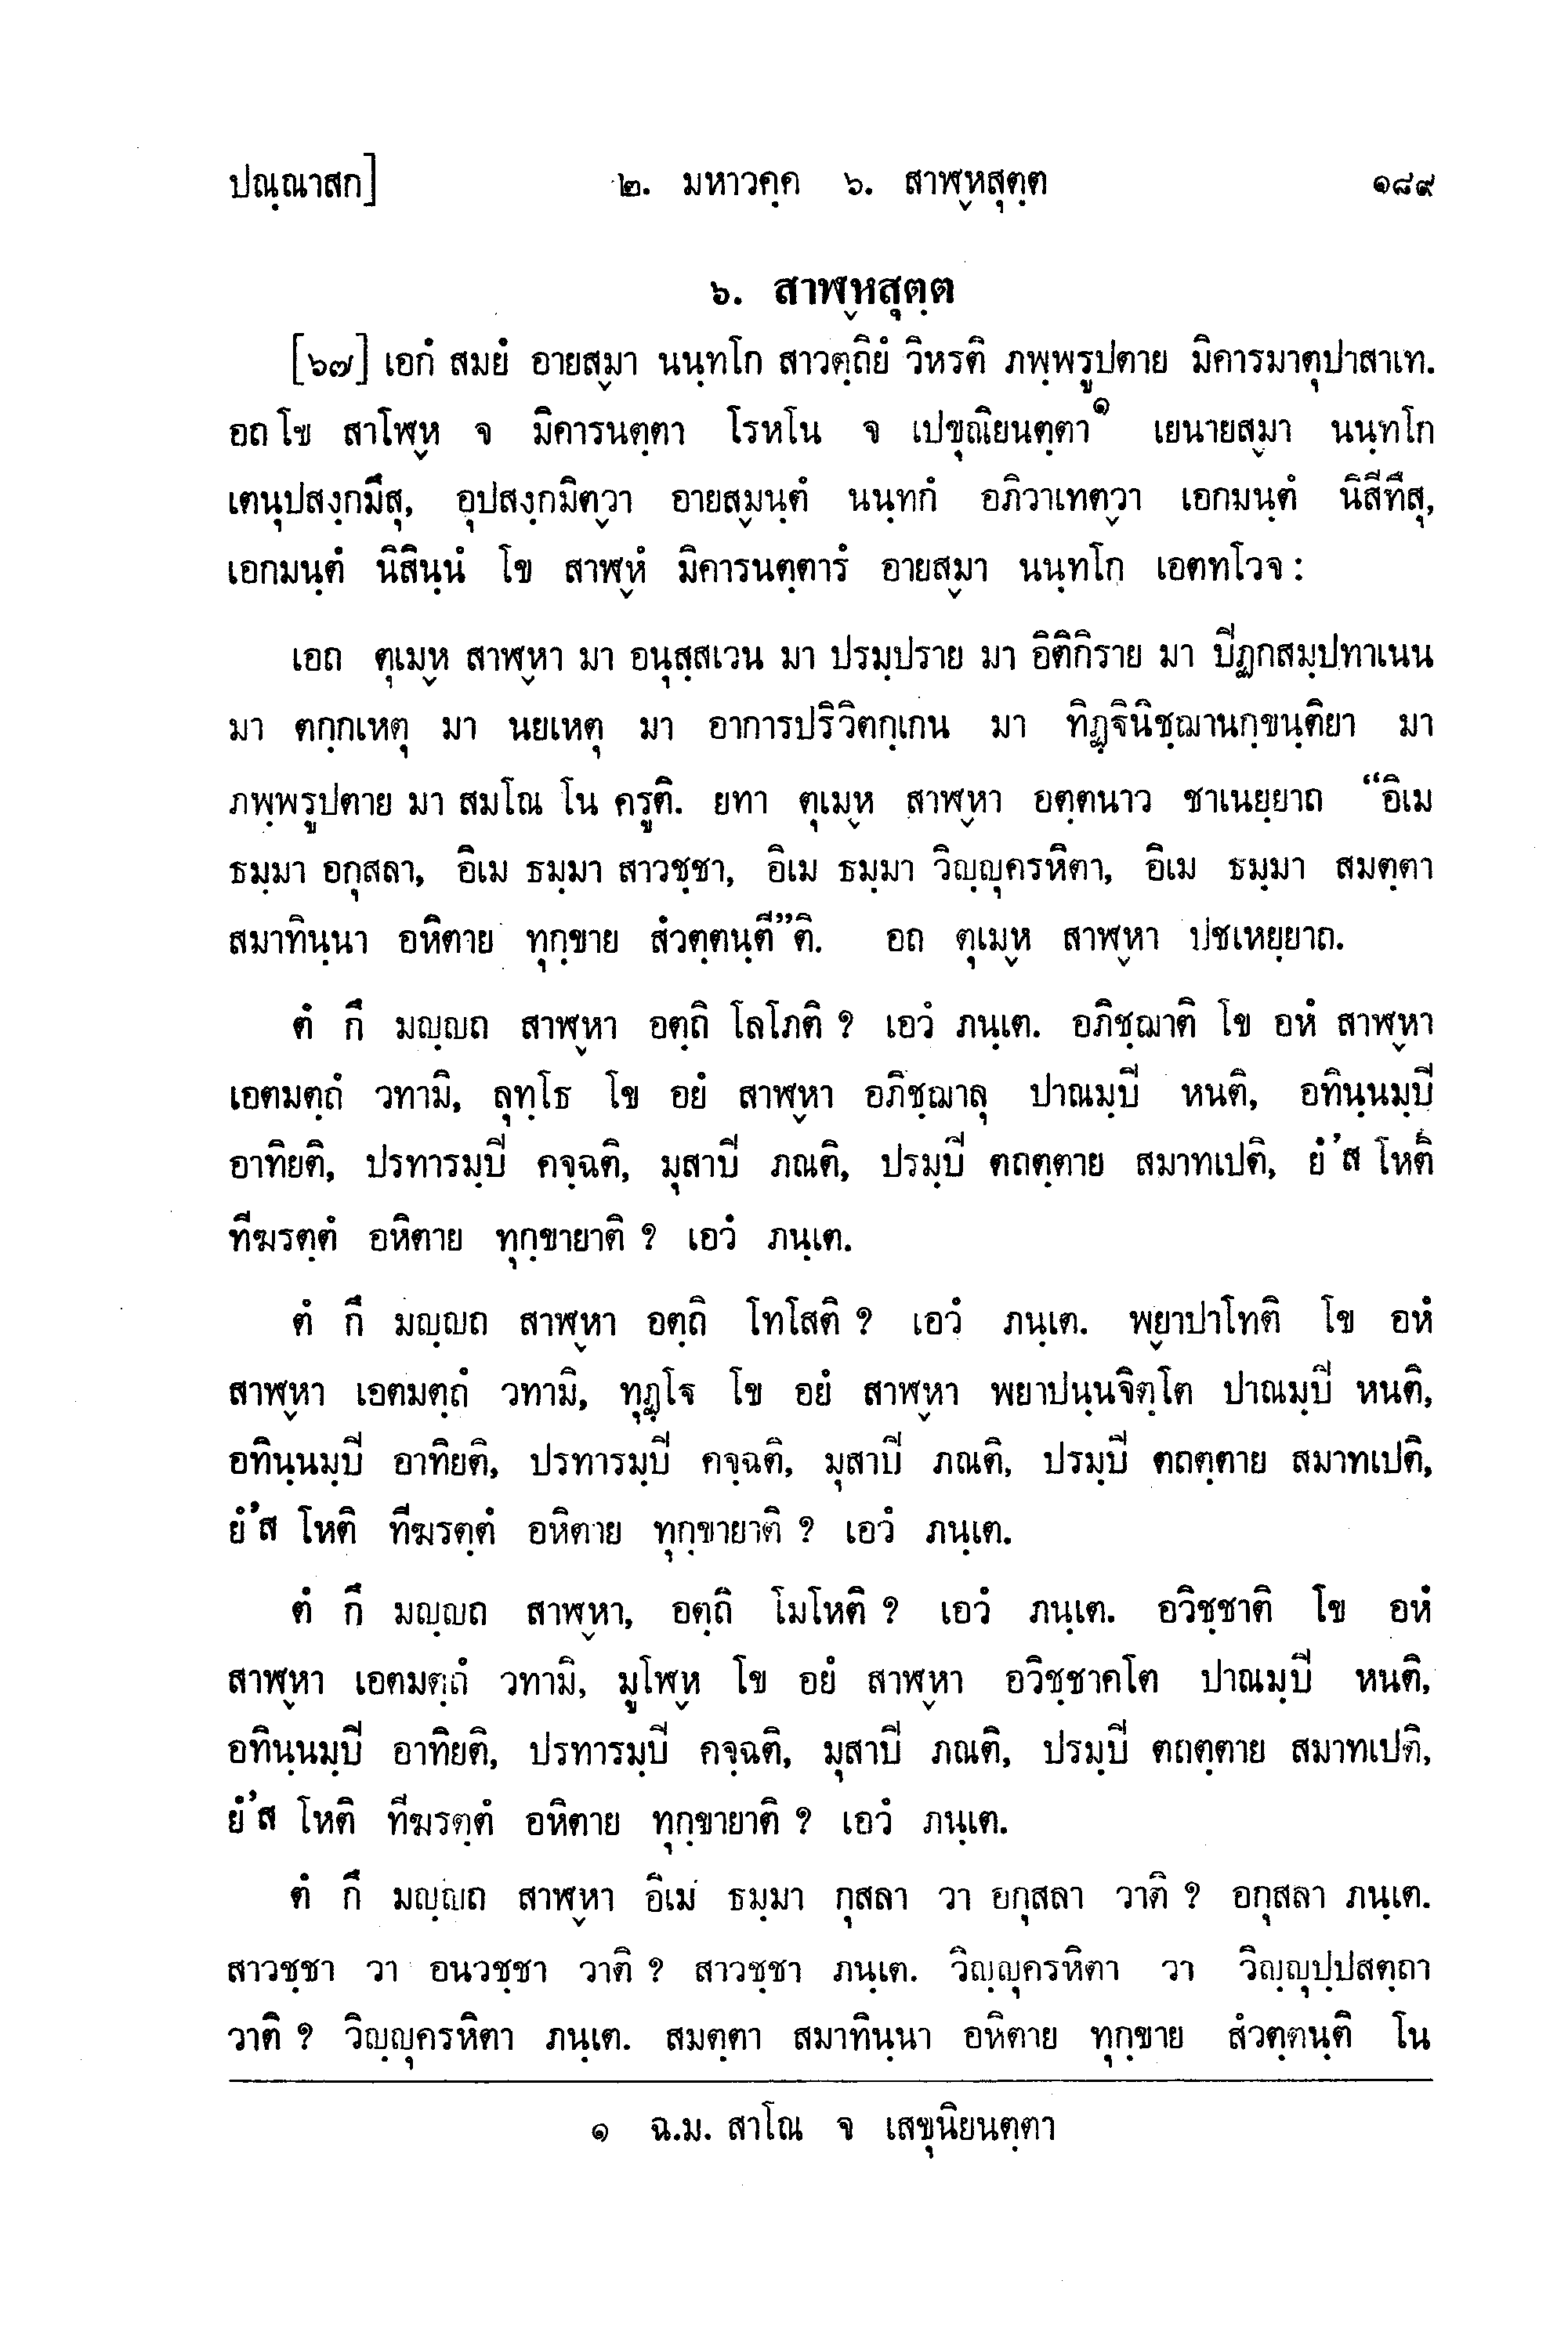 ปณฺณาสก]	๒. มหาวคฺค ๖. สาฬฺหสุตฺต	๑๘๙
๖. สาฬฺหสุตฺต
[๖๗] เอกํ สมยํ อายสฺมา นนฺทโก สาวตฺถิยํ วิหรติ ภพฺพรูปตาย มิคารมาตุปาสาเท.
อถโข สาโฬฺห จ มิคารนตฺตา โรหโน จ เปขุณิยนตฺตา๑ เยนายสฺมา นนฺทโก
เตนุปสงฺกมึสุ, อุปสงฺกมิตฺวา อายสฺมนฺตํ นนฺทกํ อภิวาเทตฺวา เอกมนฺตํ นิสีทึสุ,
เอกมนฺตํ นิสินฺนํ โข สาฬฺหํ มิคารนตฺตารํ อายสฺมา นนฺทโก เอตทโวจ :
เอถ ตุเมฺห สาฬฺหา มา อนุสฺสเวน มา ปรมฺปราย มา อิติกิราย มา ปิฏกสมฺปทาเนน
มา ตกฺกเหตุ มา นยเหตุ มา อาการปริวิตกฺเกน มา ทิฏฺฐินิชฺฌานกฺขนฺติยา มา
ภพฺพรูปตาย มา สมโณ โน ครูติ. ยทา ตุเมฺห สาฬฺหา อตฺตนาว ชาเนยฺยาถ “อิเม
ธมฺมา อกุสลา, อิเม ธมฺมา สาวชฺชา, อิเม ธมฺมา วิญฺญุครหิตา, อิเม ธมฺมา สมตฺตา
สมาทินฺนา อหิตาย ทุกฺขาย สํวตฺตนฺตี”ติ. อถ ตุเมฺห สาฬฺหา ปชเหยฺยาถ.
ตํ กึ มญฺญถ สาฬฺหา อตฺถิ โลโภติ ? เอวํ ภนฺเต. อภิชฺฌาติ โข อหํ สาฬฺหา
เอตมตฺถํ วทามิ, ลุทฺโธ โข อยํ สาฬฺหา อภิชฺฌาลุ ปาณมฺปิ หนติ, อทินฺนมฺปิ
อาทิยติ, ปรทารมฺปิ คจฺฉติ, มุสาปิ ภณติ, ปรมฺปิ ตถตฺตาย สมาทเปติ, ยํ'ส โหติ
ทีฆรตฺตํ อหิตาย ทุกฺขายาติ ? เอวํ ภนฺเต.
ตํ กึ มญฺญถ สาฬฺหา อตฺถิ โทโสติ ? เอวํ ภนฺเต. พฺยาปาโทติ โข อหํ
สาฬฺหา เอตมตฺถํ วทามิ, ทุฏฺโฐ โข อยํ สาฬฺหา พยาปนฺนจิตฺโต ปาณมฺปิ หนติ,
อทินฺนมฺปิ อาทิยติ, ปรทารมฺปิ คจฺฉติ, มุสาปิ ภณติ, ปรมฺปิ ตถตฺตาย สมาทเปติ,
ยํ'ส โหติ ทีฆรตฺตํ อหิตาย ทุกฺขายาติ ? เอวํ ภนฺเต.
ตํ กึ มญฺญถ สาฬฺหา, อตฺถิ โมโหติ ? เอวํ ภนฺเต. อวิชฺชาติ โข อหํ
สาฬฺหา เอตมตฺถํ วทามิ, มูโฬฺห โข อยํ สาฬฺหา อวิชฺชาคโต ปาณมฺปิ หนติ,
อทินฺนมฺปิ อาทิยติ, ปรทารมฺปิ คจฺฉติ, มุสาปิ ภณติ, ปรมฺปิ ตถตฺตาย สมาทเปติ,
ยํ'ส โหติ ทีฆรตฺตํ อหิตาย ทุกฺขายาติ ? เอวํ ภนฺเต.
ตํ กึ มญฺญถ สาฬฺหา อิเม ธมฺมา กุสลา วา อกุสลา วาติ ? อกุสลา ภนฺเต.
สาวชฺชา วา อนวชฺชา วาติ ? สาวชฺชา ภนฺเต. วิญฺญุครหิตา วา วิญฺญุปฺปสตฺถา
วาติ ? วิญฺญุครหิตา ภนฺเต. สมตฺตา สมาทินฺนา อหิตาย ทุกฺขาย สํวตฺตนฺติ โน
๑ ฉ.ม. สาโณ จ เสขุนิยนตฺตา